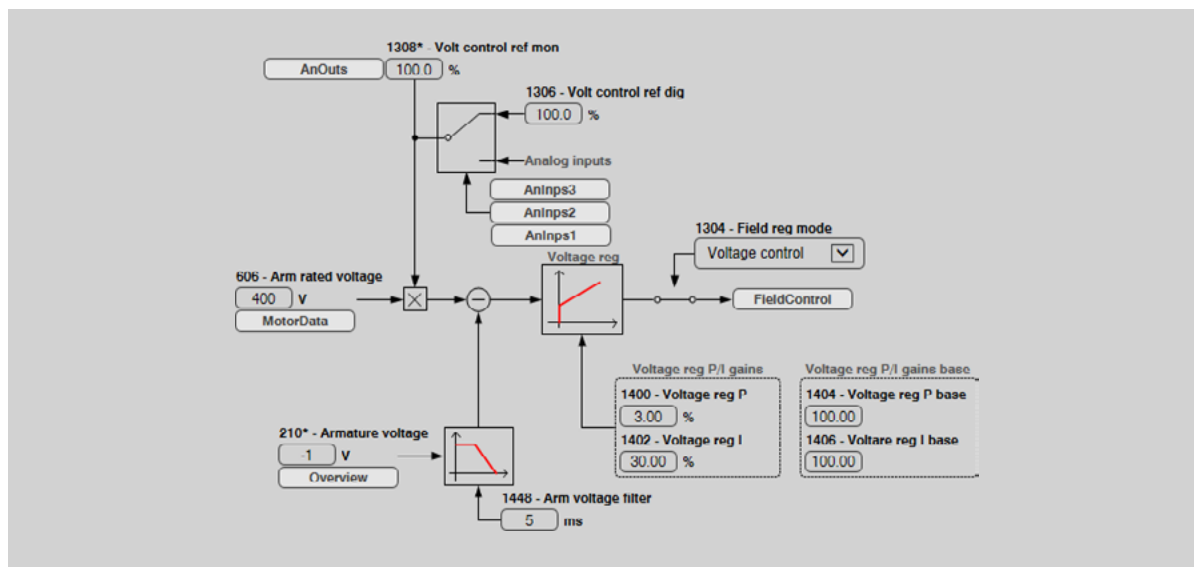 1308* - Volt control ref mon
AnOuts 100.0 %
1306 - Volt control ref dig
100.0 %
Analog inputs
AnInps3
AnInps2
AnInps1
1304 - Field reg mode
Voltage control
Voltage reg
606 - Arm rated voltage
400 V
MotorData
FieldControl
Voltage reg P/I gains
1400 - Voltage reg P
3.00 %
1402 - Voltage reg I
30.00 %
Voltage reg P/I gains base
1404 - Voltage reg P base
100.00
1406 - Voltare reg I base
100.00
210* - Armature voltage
-1 V
Overview
1448 - Arm voltage filter
5 ms